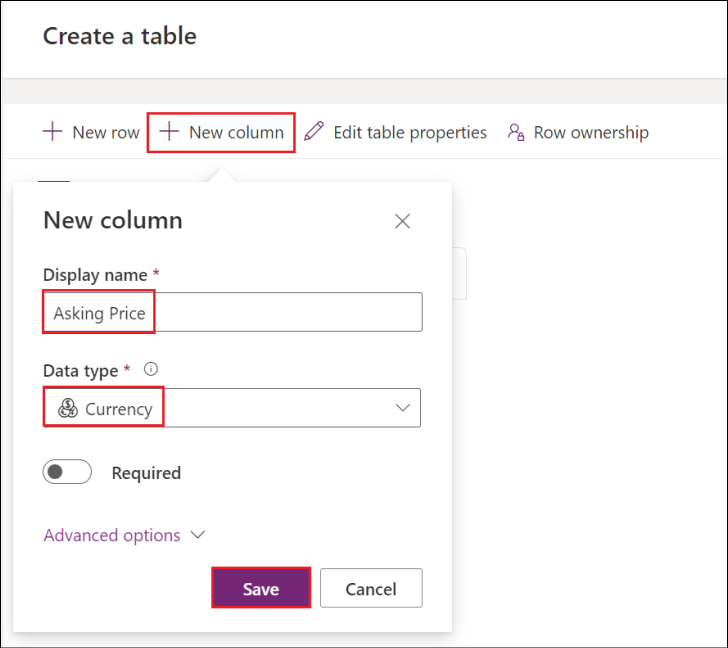 Create a table
New row New column Edit table properties Row ownership
New column
Display name *
Asking Price
Data type *
Currency
Required
Advanced options
Save Cancel